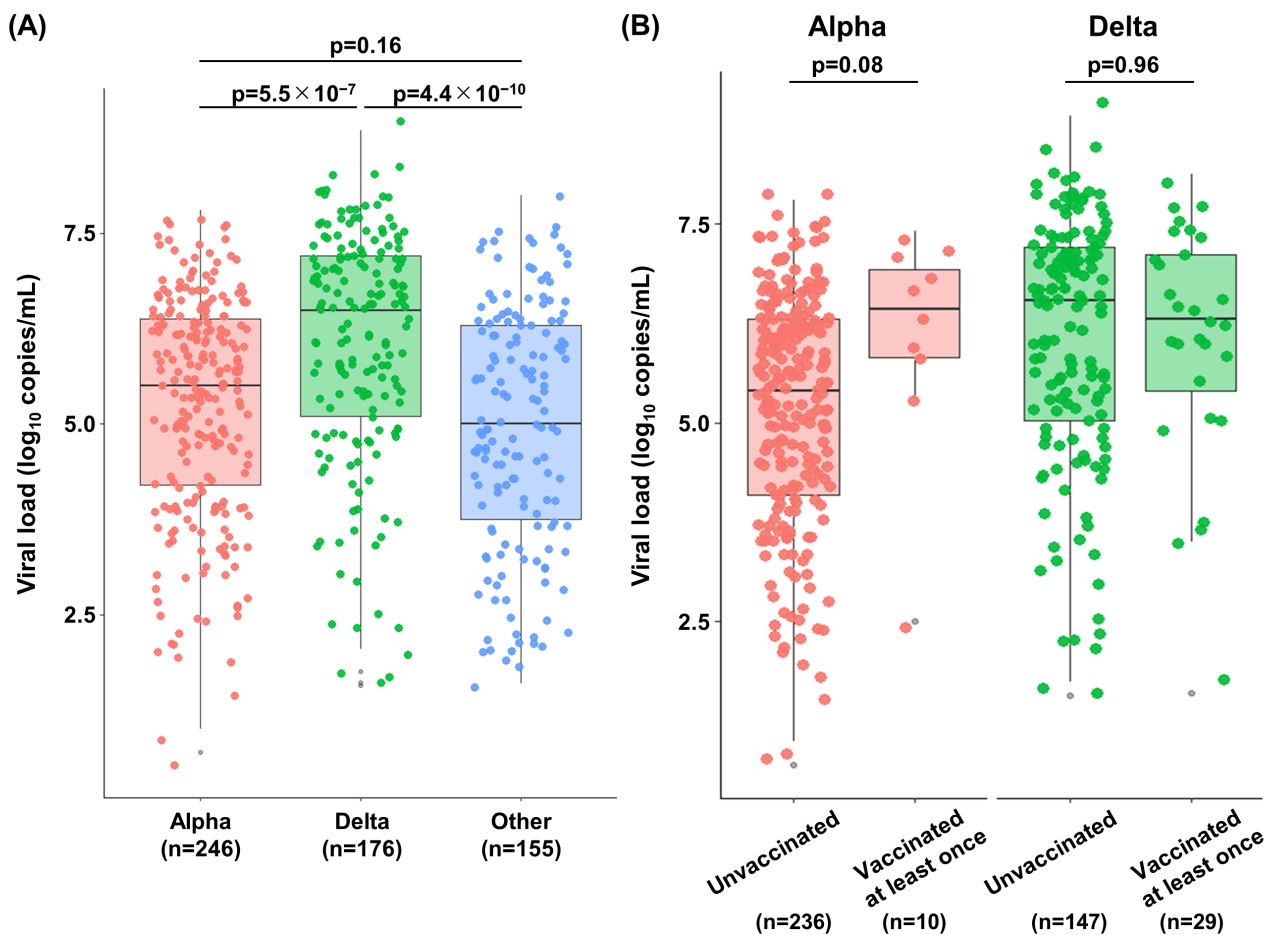 (A)
p=0.16
p=5.5×10⁻⁷
p=4.4×10⁻¹⁰
Viral load (log₁₀ copies/mL)
7.5
5.0
2.5
Alpha
(n=246)
Delta
(n=176)
Other
(n=155)
(B)
Alpha
Delta
p=0.08
p=0.96
Viral load (log₁₀ copies/mL)
7.5
5.0
2.5
Unvaccinated
(n=236)
Vaccinated
at least once
(n=10)
Unvaccinated
(n=147)
Vaccinated
at least once
(n=29)